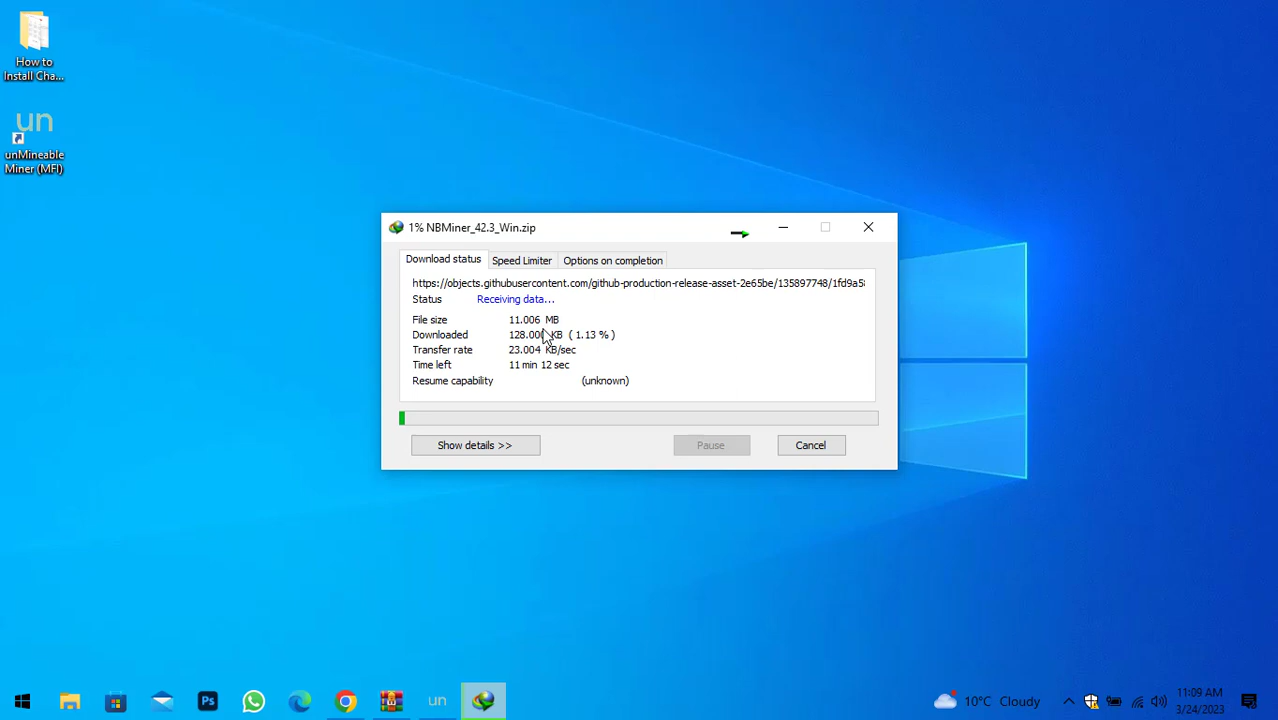 How to
Install Cha...
un
unMineable
Miner (MFI)
1% NBMiner_42.3_Win.zip
Download status
Speed Limiter
Options on completion
https://objects.githubusercontent.com/github-production-release-asset-2e65be/135897748/1fd9a5
Status Receiving data...
File size 11.006 MB
Downloaded 128.000 KB ( 1.13 % )
Transfer rate 23.004 KB/sec
Time left 11 min 12 sec
Resume capability (unknown)
Show details >>
Pause
Cancel
Ps
un
10°C Cloudy
11:09 AM
3/24/2023